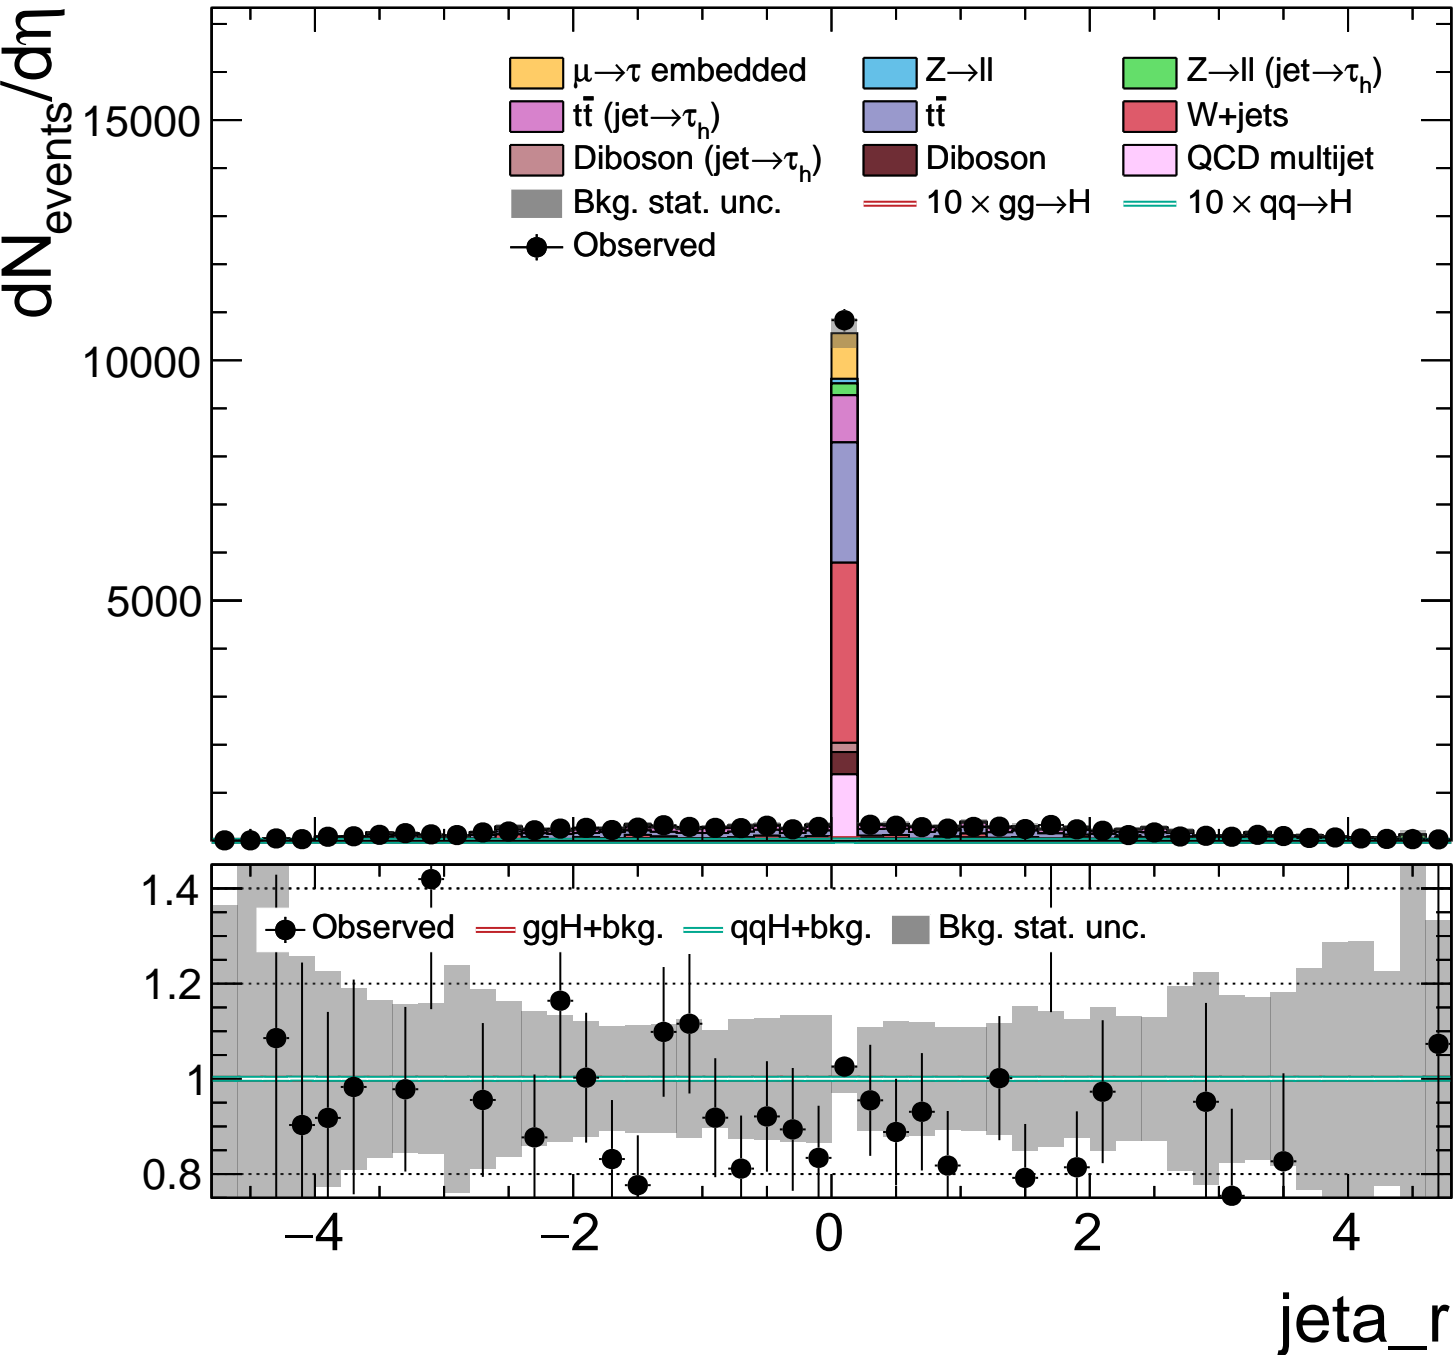 dN_events/dη
15000
10000
5000
μ→τ embedded
Z→ll
Z→ll (jet→τ_h)
tt̄ (jet→τ_h)
tt̄
W+jets
Diboson (jet→τ_h)
Diboson
QCD multijet
Bkg. stat. unc.
10 × gg→H
10 × qq→H
Observed
1.4
1.2
1
0.8
Observed
ggH+bkg.
qqH+bkg.
Bkg. stat. unc.
−4
−2
0
2
4
jeta_r